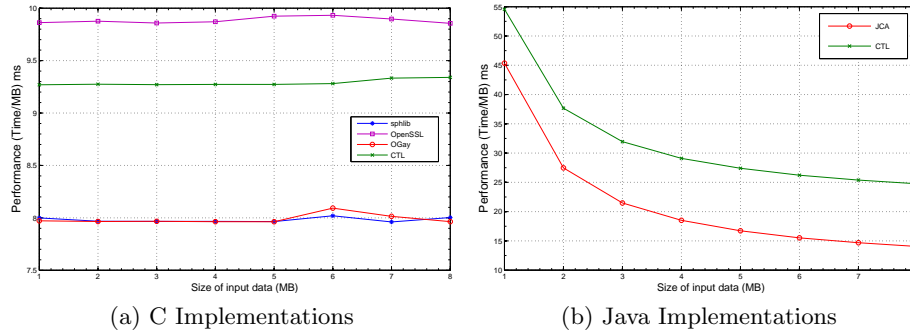 10
9.5
9
8.5
8
7.5
Performance (Time/MB) ms
1 2 3 4 5 6 7 8
Size of input data (MB)
sphlib
OpenSSL
OGay
CTL
(a) C Implementations
55
50
45
40
35
30
25
20
15
10
Performance (Time/MB) ms
1 2 3 4 5 6 7
Size of input data (MB)
JCA
CTL
(b) Java Implementations